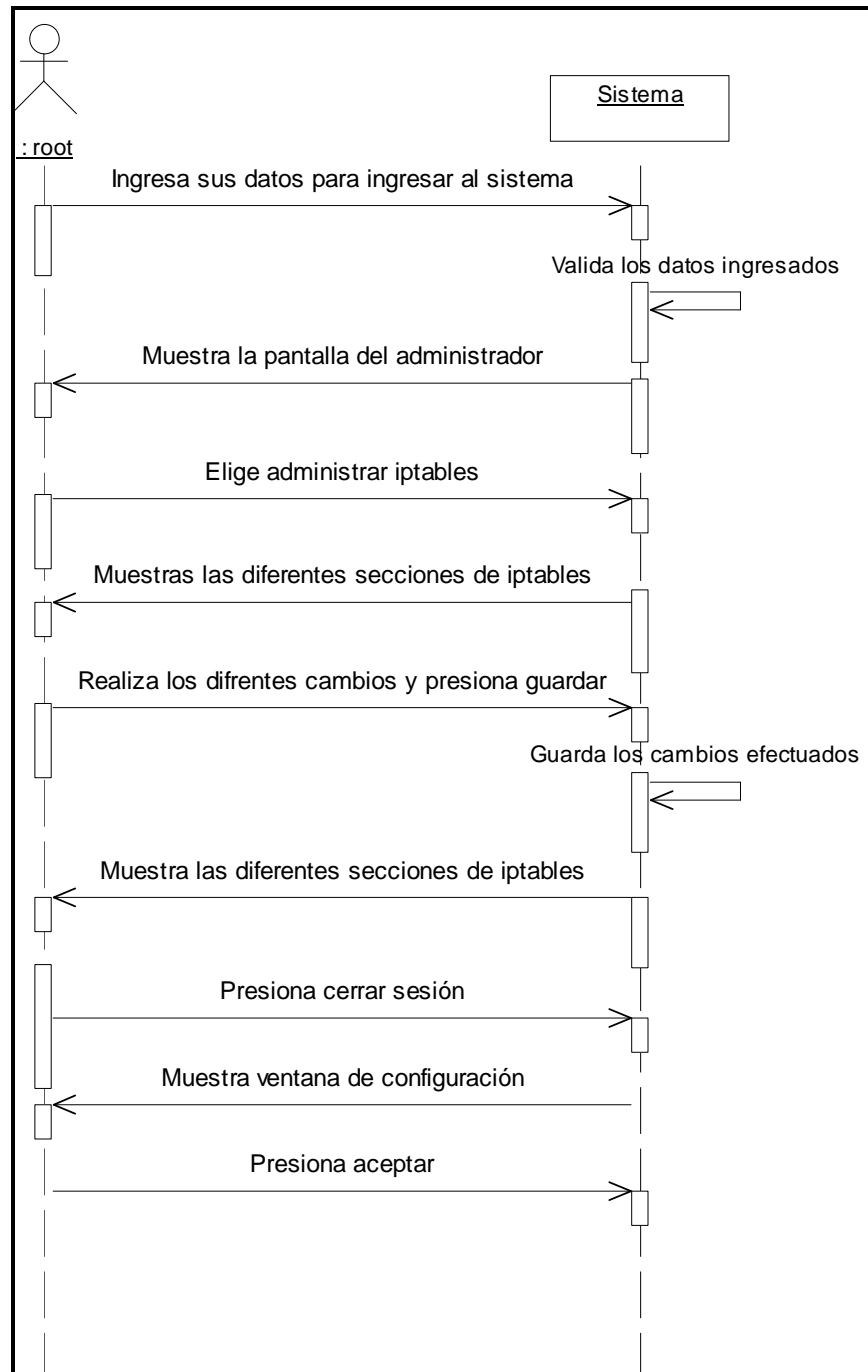 Sistema
: root
Ingresa sus datos para ingresar al sistema
Valida los datos ingresados
Muestra la pantalla del administrador
Elige administrar iptables
Muestras las diferentes secciones de iptables
Realiza los difrentes cambios y presiona guardar
Guarda los cambios efectuados
Muestra las diferentes secciones de iptables
Presiona cerrar sesión
Muestra ventana de configuración
Presiona aceptar